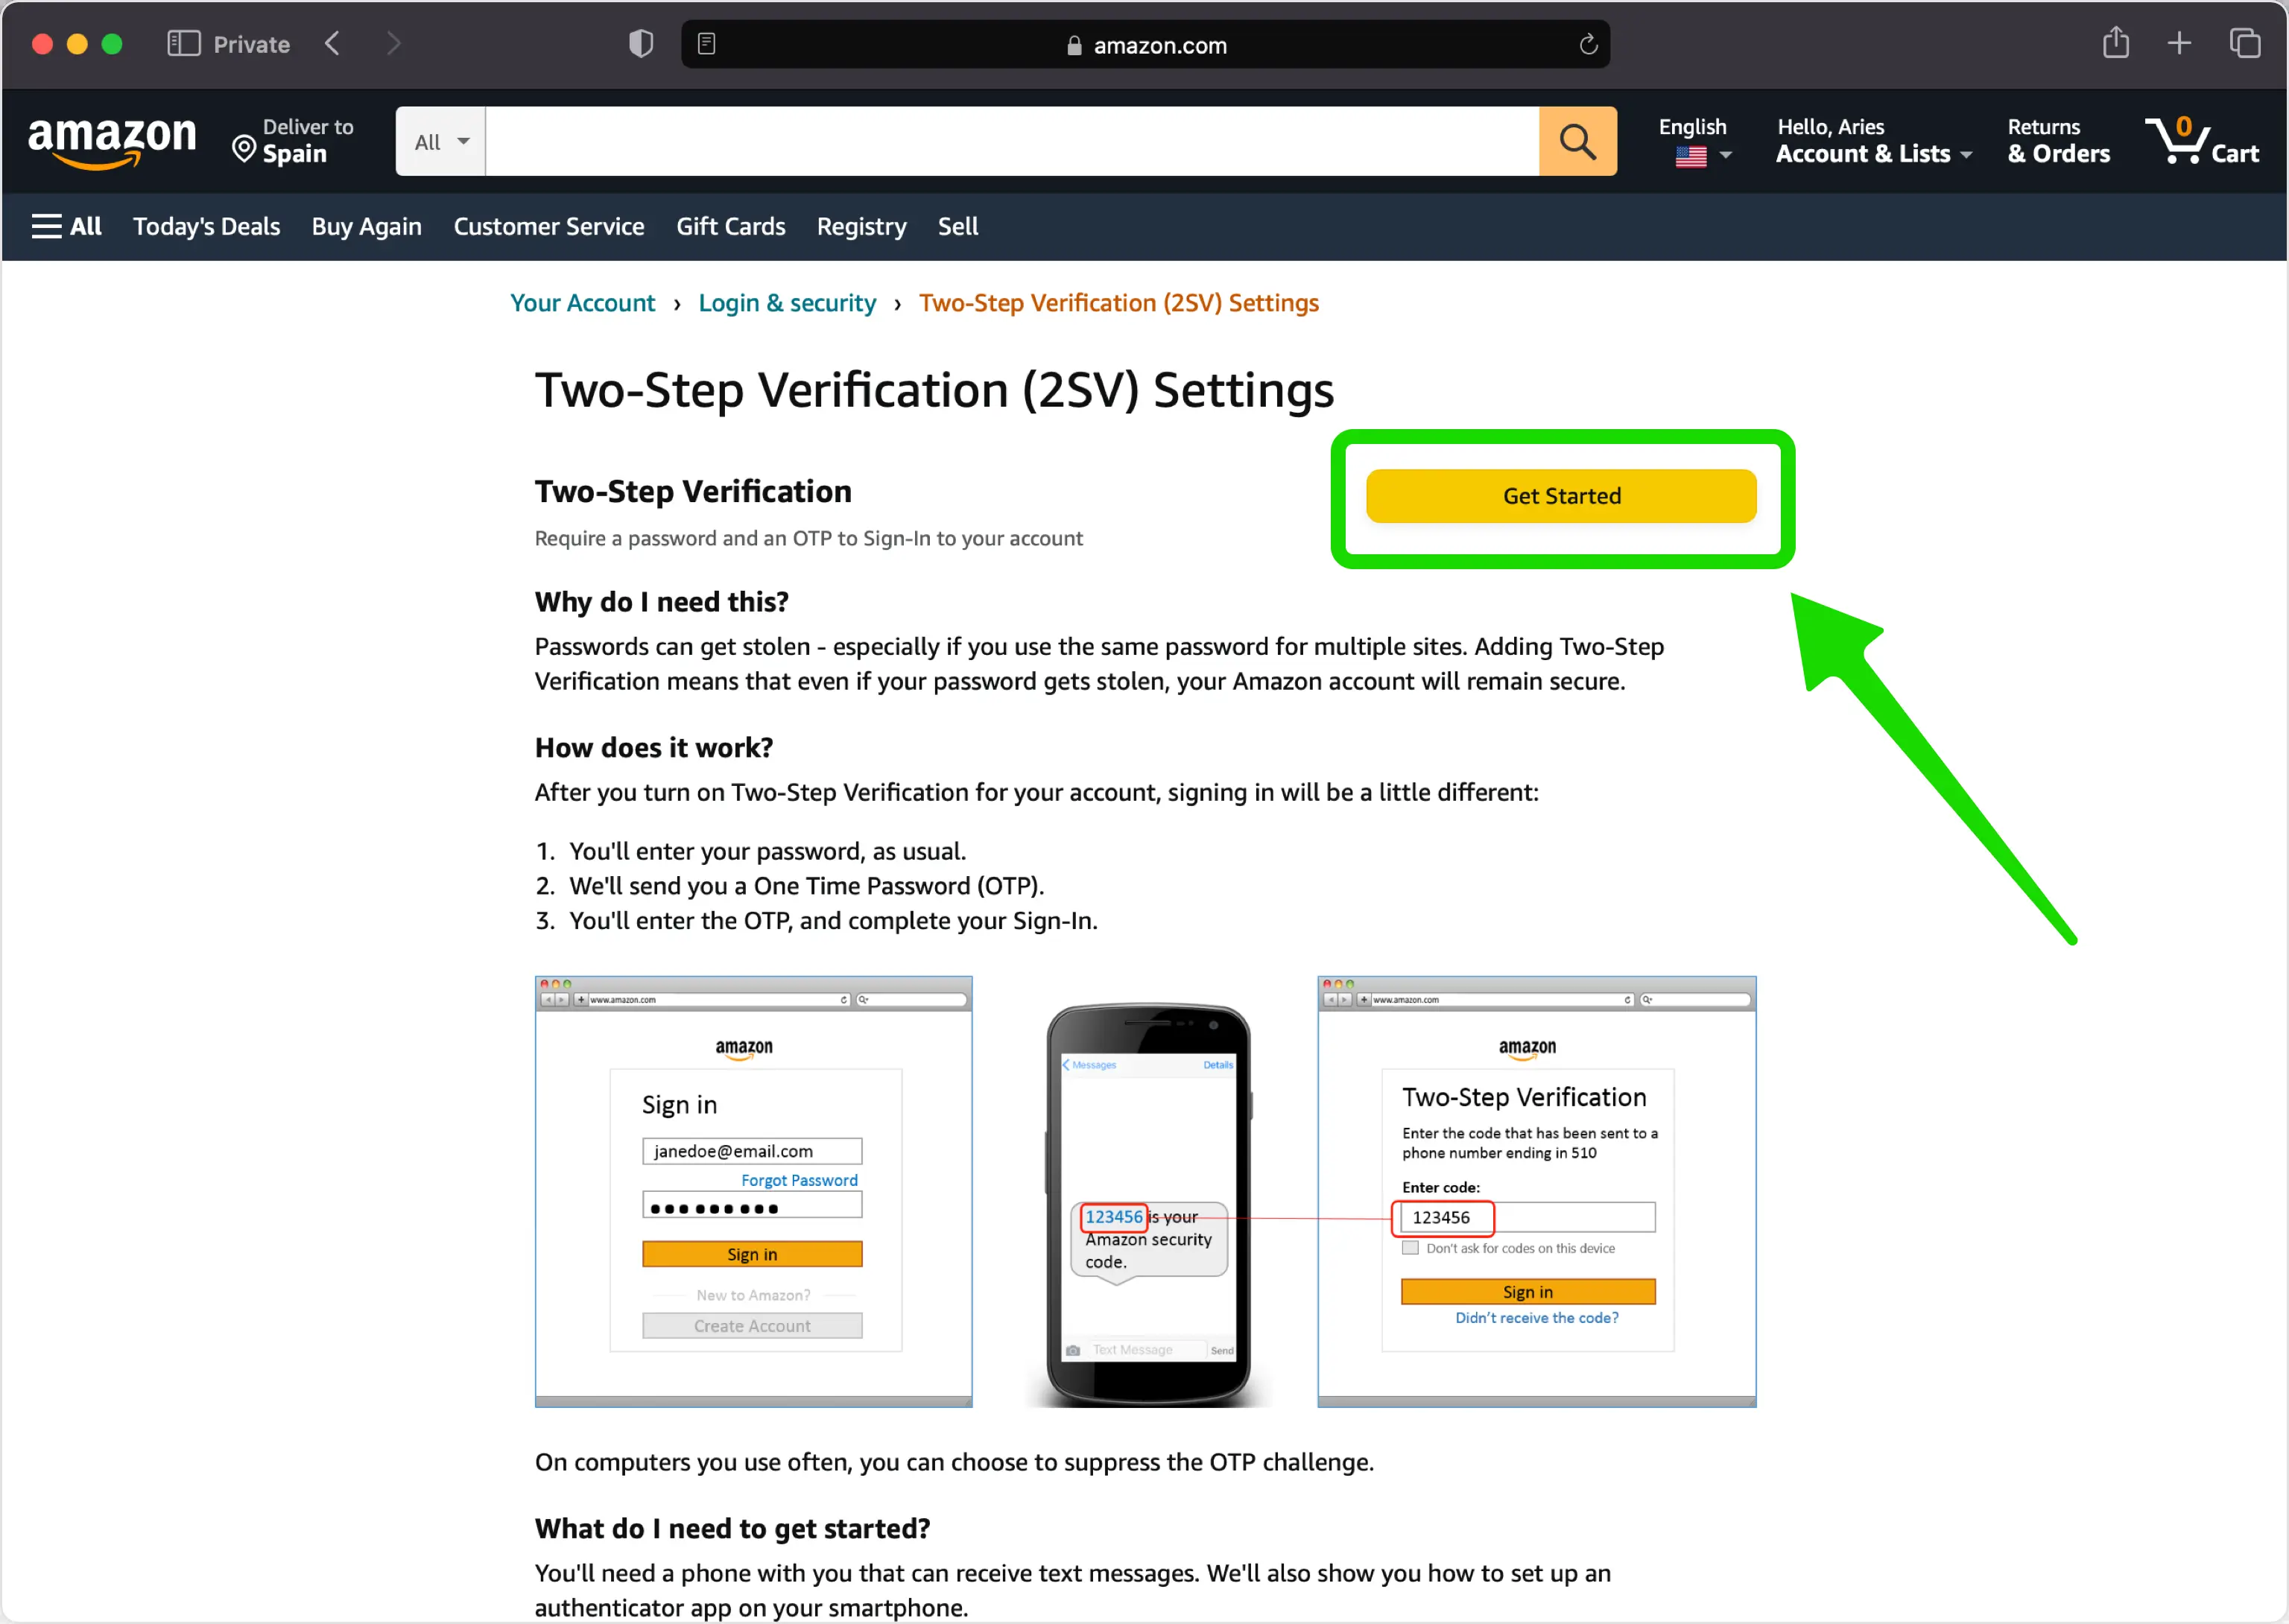 Private
amazon.com
amazon
Deliver to
Spain
All
English
Hello, Aries
Account & Lists
Returns
& Orders
0
Cart
All
Today's Deals
Buy Again
Customer Service
Gift Cards
Registry
Sell
Your Account › Login & security › Two-Step Verification (2SV) Settings
Two-Step Verification (2SV) Settings
Two-Step Verification
Get Started
Require a password and an OTP to Sign-In to your account
Why do I need this?
Passwords can get stolen - especially if you use the same password for multiple sites. Adding Two-Step
Verification means that even if your password gets stolen, your Amazon account will remain secure.
How does it work?
After you turn on Two-Step Verification for your account, signing in will be a little different:
1. You'll enter your password, as usual.
2. We'll send you a One Time Password (OTP).
3. You'll enter the OTP, and complete your Sign-In.
www.amazon.com
amazon
Sign in
janedoe@email.com
Forgot Password
Sign in
New to Amazon?
Create Account
Messages
Details
123456 is your
Amazon security
code.
Text Message
Send
www.amazon.com
amazon
Two-Step Verification
Enter the code that has been sent to a
phone number ending in 510
Enter code:
123456
Don't ask for codes on this device
Sign in
Didn't receive the code?
On computers you use often, you can choose to suppress the OTP challenge.
What do I need to get started?
You'll need a phone with you that can receive text messages. We'll also show you how to set up an
authenticator app on your smartphone.